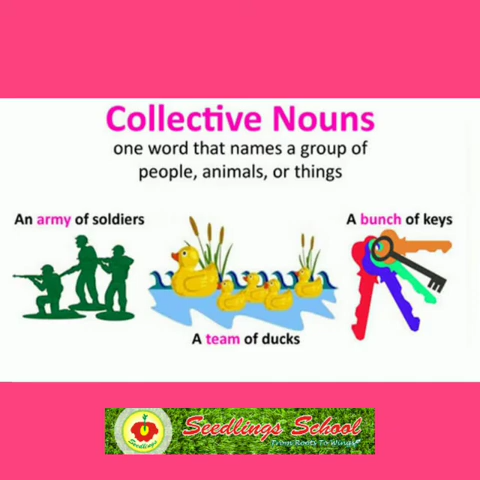 Collective Nouns
one word that names a group of
people, animals, or things
An army of soldiers
A bunch of keys
A team of ducks
Seedlings School
From Roots To Wings
Seedlings